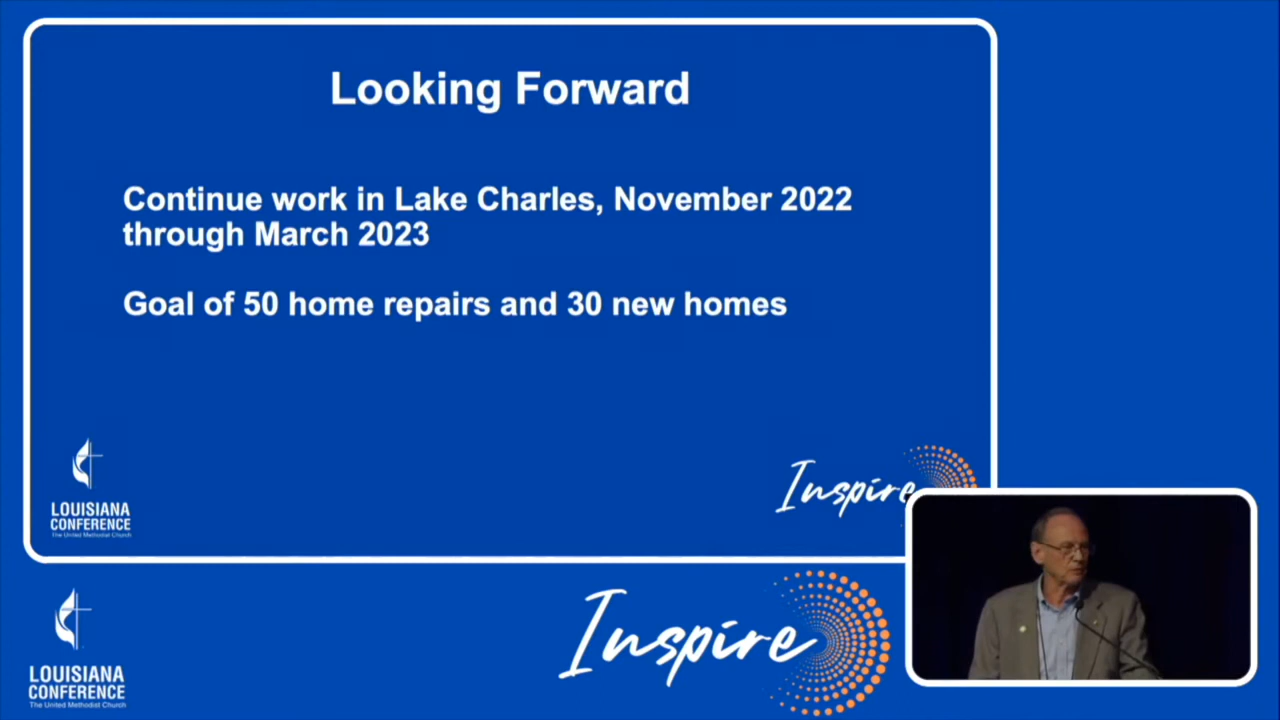 Looking Forward
Continue work in Lake Charles, November 2022
through March 2023
Goal of 50 home repairs and 30 new homes
LOUISIANA
CONFERENCE
The United Methodist Church
Inspire
LOUISIANA
CONFERENCE
The United Methodist Church
Inspire